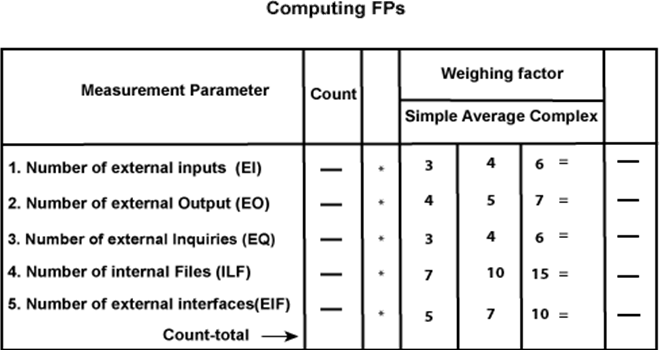 Computing FPs
Measurement Parameter Count Weighing factor
Simple Average Complex
1. Number of external inputs (EI) — * 3 4 6 = —
2. Number of external Output (EO) — * 4 5 7 = —
3. Number of external Inquiries (EQ) — * 3 4 6 = —
4. Number of internal Files (ILF) — * 7 10 15 = —
5. Number of external interfaces(EIF) — * 5 7 10 = —
Count-total →